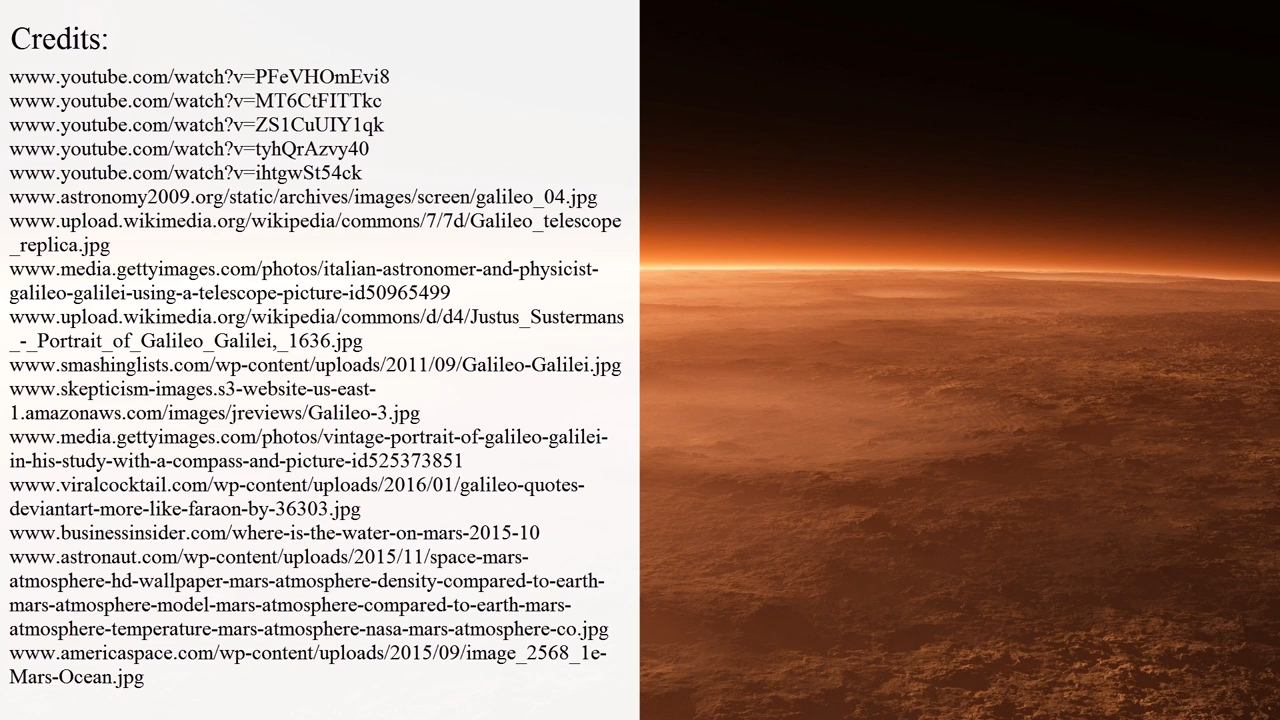 Credits:
www.youtube.com/watch?v=PFeVHOmEvi8
www.youtube.com/watch?v=MT6CtFITTkc
www.youtube.com/watch?v=ZS1CuUIY1qk
www.youtube.com/watch?v=tyhQrAzvy40
www.youtube.com/watch?v=ihtgwSt54ck
www.astronomy2009.org/static/archives/images/screen/galileo_04.jpg
www.upload.wikimedia.org/wikipedia/commons/7/7d/Galileo_telescope
_replica.jpg
www.media.gettyimages.com/photos/italian-astronomer-and-physicist-
galileo-galilei-using-a-telescope-picture-id50965499
www.upload.wikimedia.org/wikipedia/commons/d/d4/Justus_Sustermans
_-_Portrait_of_Galileo_Galilei,_1636.jpg
www.smashinglists.com/wp-content/uploads/2011/09/Galileo-Galilei.jpg
www.skepticism-images.s3-website-us-east-
1.amazonaws.com/images/jreviews/Galileo-3.jpg
www.media.gettyimages.com/photos/vintage-portrait-of-galileo-galilei-
in-his-study-with-a-compass-and-picture-id525373851
www.viralcocktail.com/wp-content/uploads/2016/01/galileo-quotes-
deviantart-more-like-faraon-by-36303.jpg
www.businessinsider.com/where-is-the-water-on-mars-2015-10
www.astronaut.com/wp-content/uploads/2015/11/space-mars-
atmosphere-hd-wallpaper-mars-atmosphere-density-compared-to-earth-
mars-atmosphere-model-mars-atmosphere-compared-to-earth-mars-
atmosphere-temperature-mars-atmosphere-nasa-mars-atmosphere-co.jpg
www.americaspace.com/wp-content/uploads/2015/09/image_2568_1e-
Mars-Ocean.jpg